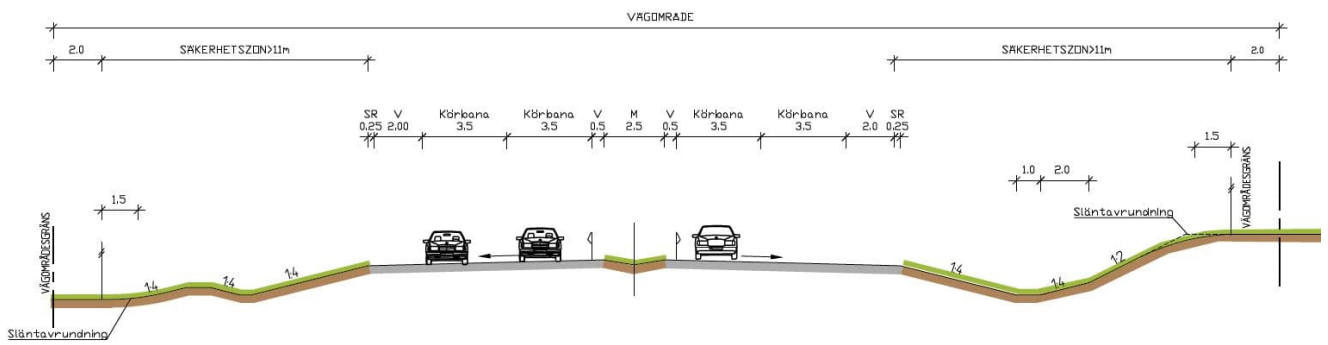 VÄGOMRÅDE
2.0 SÄKERHETSZON>11m SÄKERHETSZON>11m 2.0
SR V Körbana Körbana V M V Körbana Körbana V SR
0.25 2.00 3.5 3.5 0.5 2.5 0.5 3.5 3.5 2.0 0.25
1.5
1.0 2.0
1.5
VÄGOMRÅDESGRÄNS
VÄGOMRÅDESGRÄNS
Släntavrundning
1:4 1:4 1:4 1:4 1:4 1:2
Släntavrundning